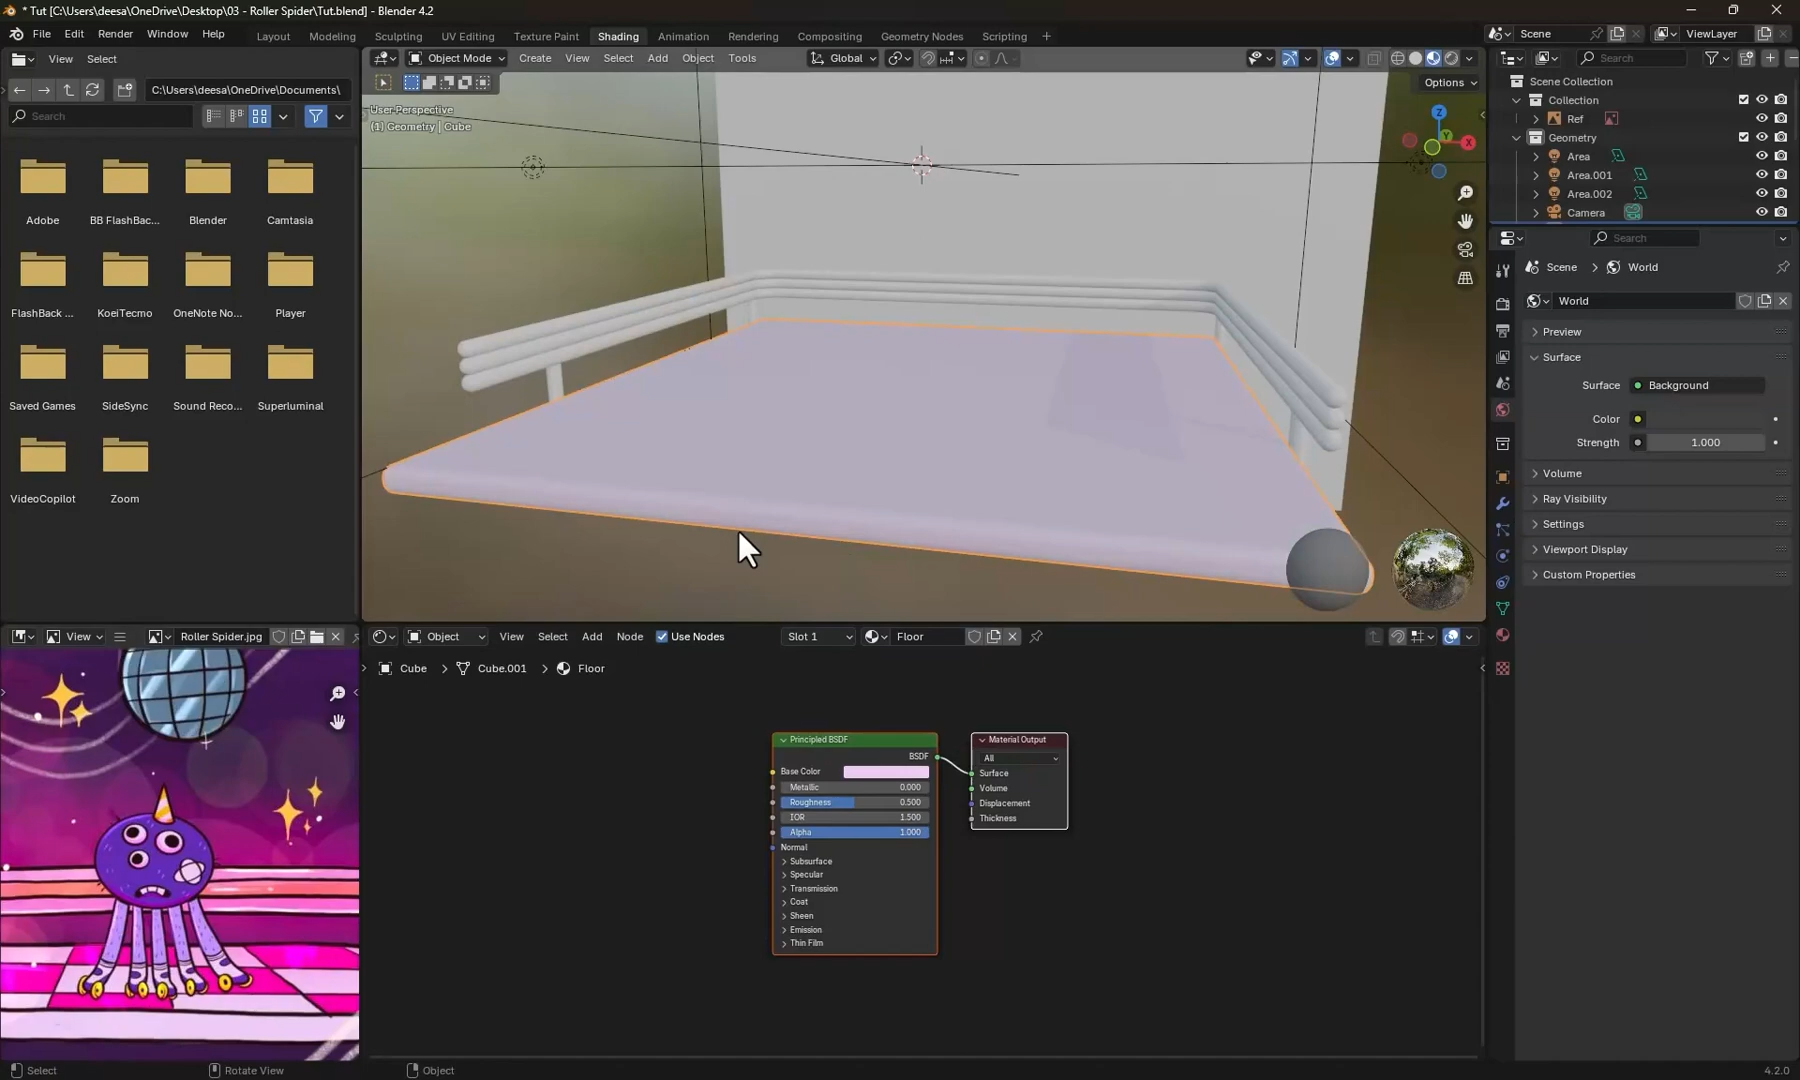 * Tut [C:\Users\deesa\OneDrive\Desktop\03 - Roller Spider\Tut.blend] - Blender 4.2
File Edit Render Window Help
Layout Modeling Sculpting UV Editing Texture Paint Shading Animation Rendering Compositing Geometry Nodes Scripting +
Scene
ViewLayer
View Select
C:\Users\deesa\OneDrive\Documents\
Search
Adobe
BB FlashBac...
Blender
Camtasia
FlashBack ...
KoeiTecmo
OneNote No...
Player
Saved Games
SideSync
Sound Reco...
Superluminal
VideoCopilot
Zoom
Object Mode
Create View Select Add Object Tools
Global
Options
User Perspective
(1) Geometry | Cube
Z
Y
X
Search
Scene Collection
Collection
Ref
Geometry
Area
Area.001
Area.002
Camera
Search
Scene > World
World
Preview
Surface
Surface Background
Color
Strength 1.000
Volume
Ray Visibility
Settings
Viewport Display
Custom Properties
View
Roller Spider.jpg
Object
View Select Add Node Use Nodes
Slot 1
Floor
Cube > Cube.001 > Floor
Principled BSDF
BSDF
Base Color
Metallic 0.000
Roughness 0.500
IOR 1.500
Alpha 1.000
Normal
Subsurface
Specular
Transmission
Coat
Sheen
Emission
Thin Film
Material Output
All
Surface
Volume
Displacement
Thickness
Select
Rotate View
Object
4.2.0